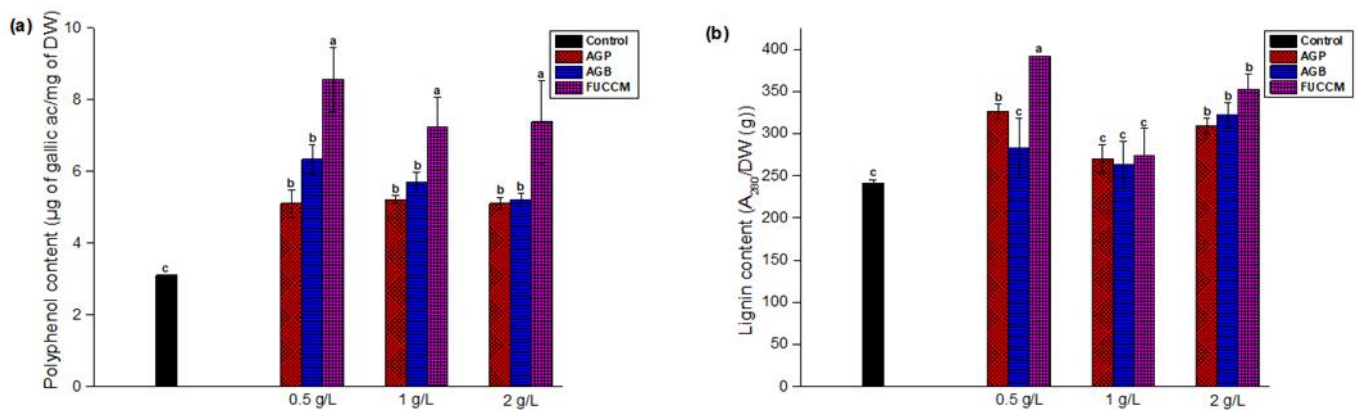 (a)
Polyphenol content (µg of gallic ac/mg of DW)
10
8
6
4
2
0
c
b
b
a
b
b
a
b
b
a
0.5 g/L
1 g/L
2 g/L
Control
AGP
AGB
FUCCM
(b)
Lignin content (A280/DW (g))
400
350
300
250
200
150
100
50
0
c
b
c
a
c
c
c
b
b
b
0.5 g/L
1 g/L
2 g/L
Control
AGP
AGB
FUCCM